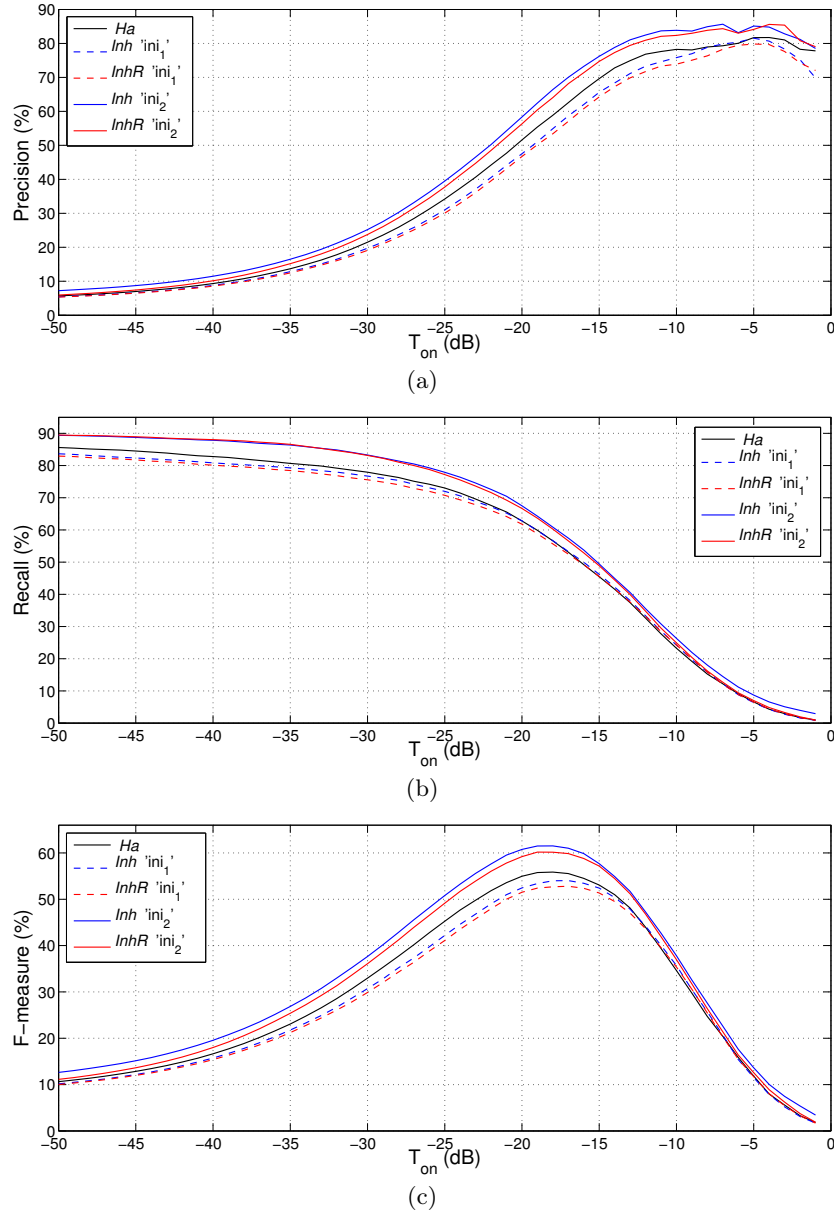 90
80
70
60
50
40
30
20
10
0
Precision (%)
Ha
Inh 'ini₁'
InhR 'ini₁'
Inh 'ini₂'
InhR 'ini₂'
−50 −45 −40 −35 −30 −25 −20 −15 −10 −5 0
T_on (dB)
(a)
90
80
70
60
50
40
30
20
10
0
Recall (%)
Ha
Inh 'ini₁'
InhR 'ini₁'
Inh 'ini₂'
InhR 'ini₂'
−50 −45 −40 −35 −30 −25 −20 −15 −10 −5 0
T_on (dB)
(b)
60
50
40
30
20
10
0
F−measure (%)
Ha
Inh 'ini₁'
InhR 'ini₁'
Inh 'ini₂'
InhR 'ini₂'
−50 −45 −40 −35 −30 −25 −20 −15 −10 −5 0
T_on (dB)
(c)